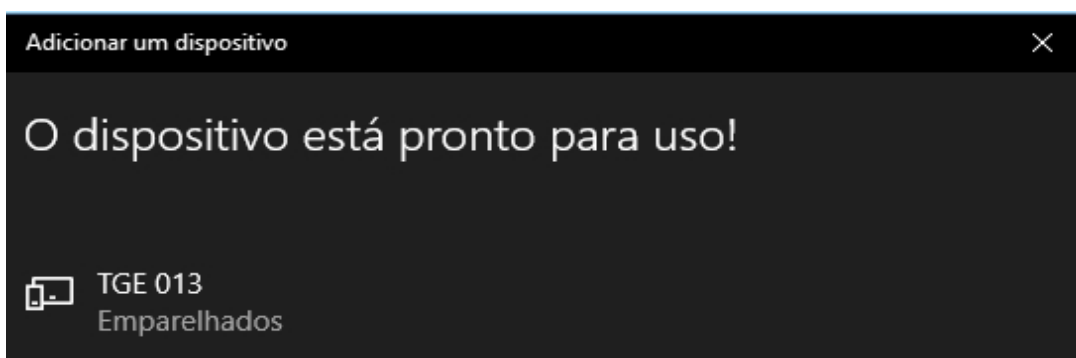 Adicionar um dispositivo
O dispositivo está pronto para uso!
TGE 013
Emparelhados